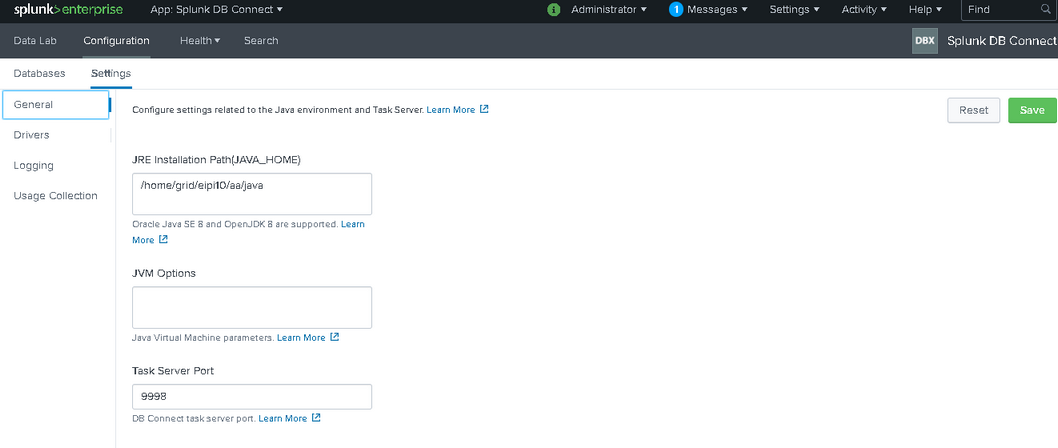 splunk>enterprise App: Splunk DB Connect ▾ i Administrator ▾ 1 Messages ▾ Settings ▾ Activity ▾ Help ▾ Find
Data Lab Configuration Health ▾ Search DBX Splunk DB Connect
Databases Settings
General
Drivers
Logging
Usage Collection
Configure settings related to the Java environment and Task Server. Learn More
Reset Save
JRE Installation Path(JAVA_HOME)
/home/grid/eipi10/aa/java
Oracle Java SE 8 and OpenJDK 8 are supported. Learn
More
JVM Options
Java Virtual Machine parameters. Learn More
Task Server Port
9998
DB Connect task server port. Learn More